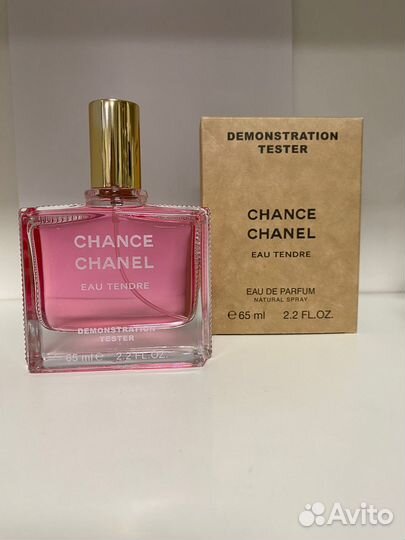 CHANCE
CHANEL
EAU TENDRE
DEMONSTRATION
TESTER
65 ml e 2.2 FL.OZ.
DEMONSTRATION
TESTER
CHANCE
CHANEL
EAU TENDRE
EAU DE PARFUM
NATURAL SPRAY
e 65 ml 2.2 FL.OZ.
Avito